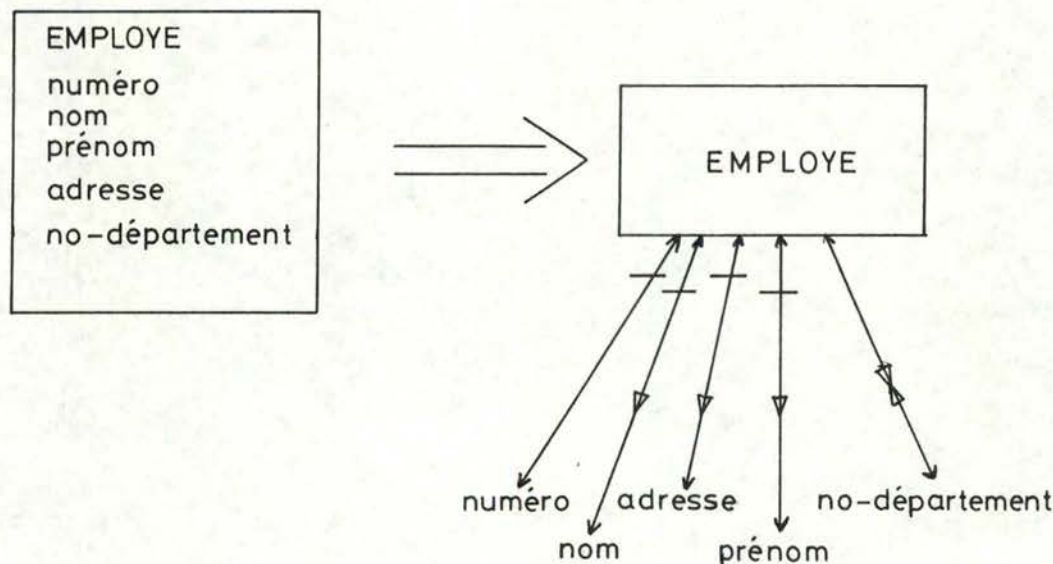 EMPLOYE
numéro
nom
prénom
adresse
no-département
EMPLOYE
numéro
adresse
no-département
nom
prénom